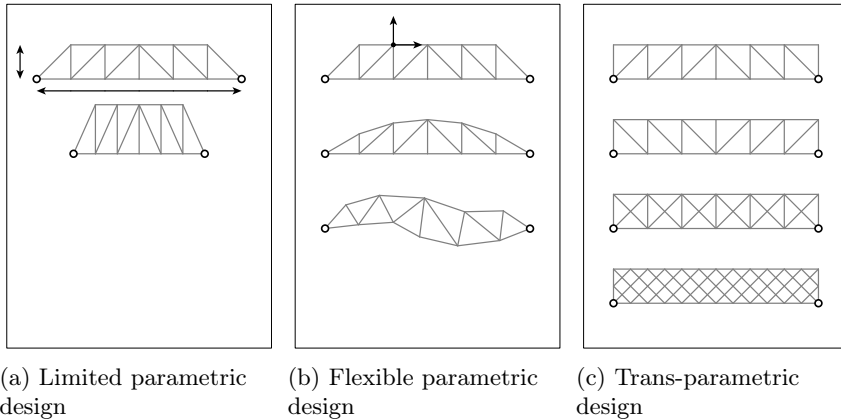 (a) Limited parametric
design
(b) Flexible parametric
design
(c) Trans-parametric
design